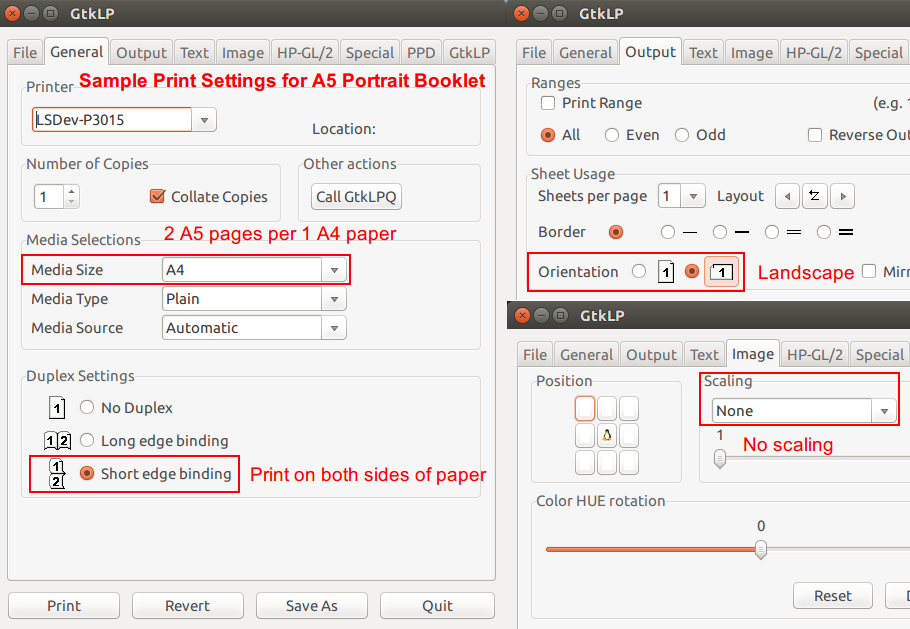 GtkLP
File General Output Text Image HP-GL/2 Special PPD GtkLP
Sample Print Settings for A5 Portrait Booklet
Printer
LSDev-P3015
Location:
Number of Copies
1
Collate Copies
Other actions
Call GtkLPQ
2 A5 pages per 1 A4 paper
Media Selections
Media Size A4
Media Type Plain
Media Source Automatic
Duplex Settings
1 No Duplex
1 2 Long edge binding
1
2 Short edge binding
Print on both sides of paper
Print Revert Save As Quit
GtkLP
File General Output Text Image HP-GL/2 Special
Ranges
Print Range (e.g. 1
All Even Odd Reverse Out
Sheet Usage
Sheets per page 1 Layout
Border
Orientation 1 1 Landscape Mirr
GtkLP
File General Output Text Image HP-GL/2 Special
Position
Scaling
None
1
No scaling
Color HUE rotation
0
Reset